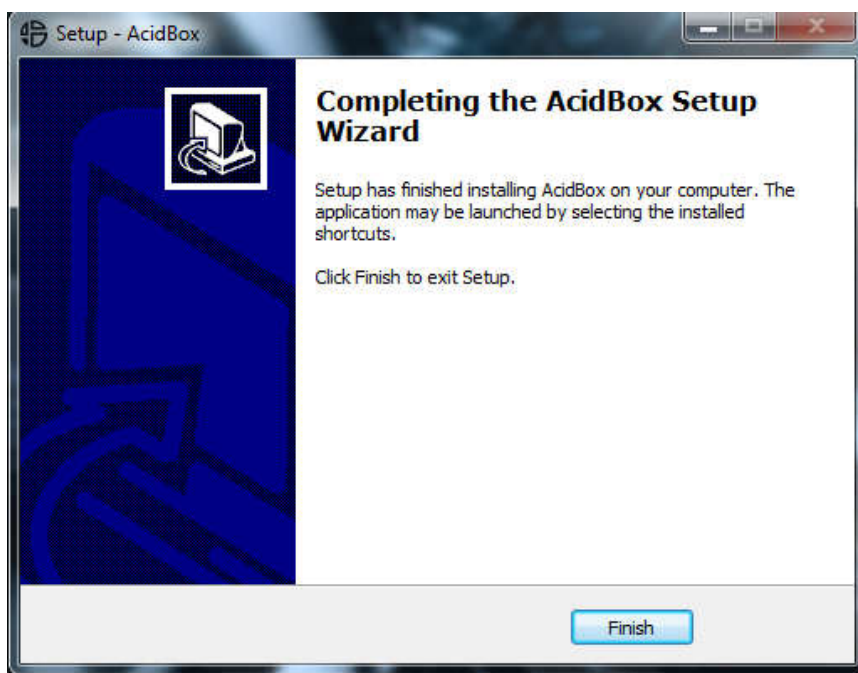 Setup - AcidBox
Completing the AcidBox Setup
Wizard
Setup has finished installing AcidBox on your computer. The
application may be launched by selecting the installed
shortcuts.
Click Finish to exit Setup.
Finish